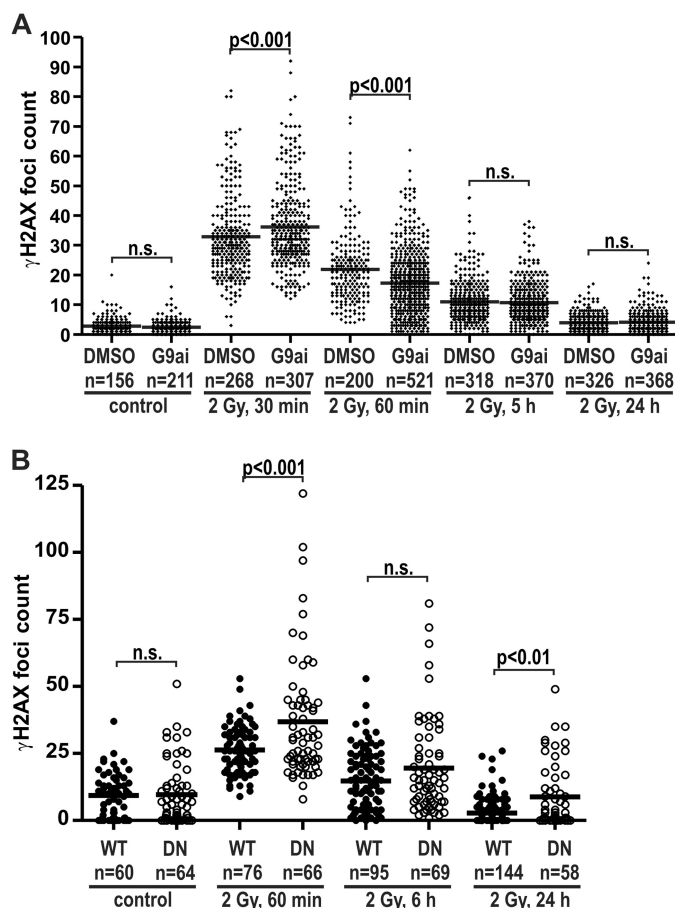 A
γH2AX foci count
100
90
80
70
60
50
40
30
20
10
0
n.s.
p<0.001
p<0.001
n.s.
n.s.
DMSO G9ai DMSO G9ai DMSO G9ai DMSO G9ai DMSO G9ai
n=156 n=211 n=268 n=307 n=200 n=521 n=318 n=370 n=326 n=368
control 2 Gy, 30 min 2 Gy, 60 min 2 Gy, 5 h 2 Gy, 24 h
B
γH2AX foci count
125
100
75
50
25
0
n.s.
p<0.001
n.s.
p<0.01
WT DN WT DN WT DN WT DN
n=60 n=64 n=76 n=66 n=95 n=69 n=144 n=58
control 2 Gy, 60 min 2 Gy, 6 h 2 Gy, 24 h